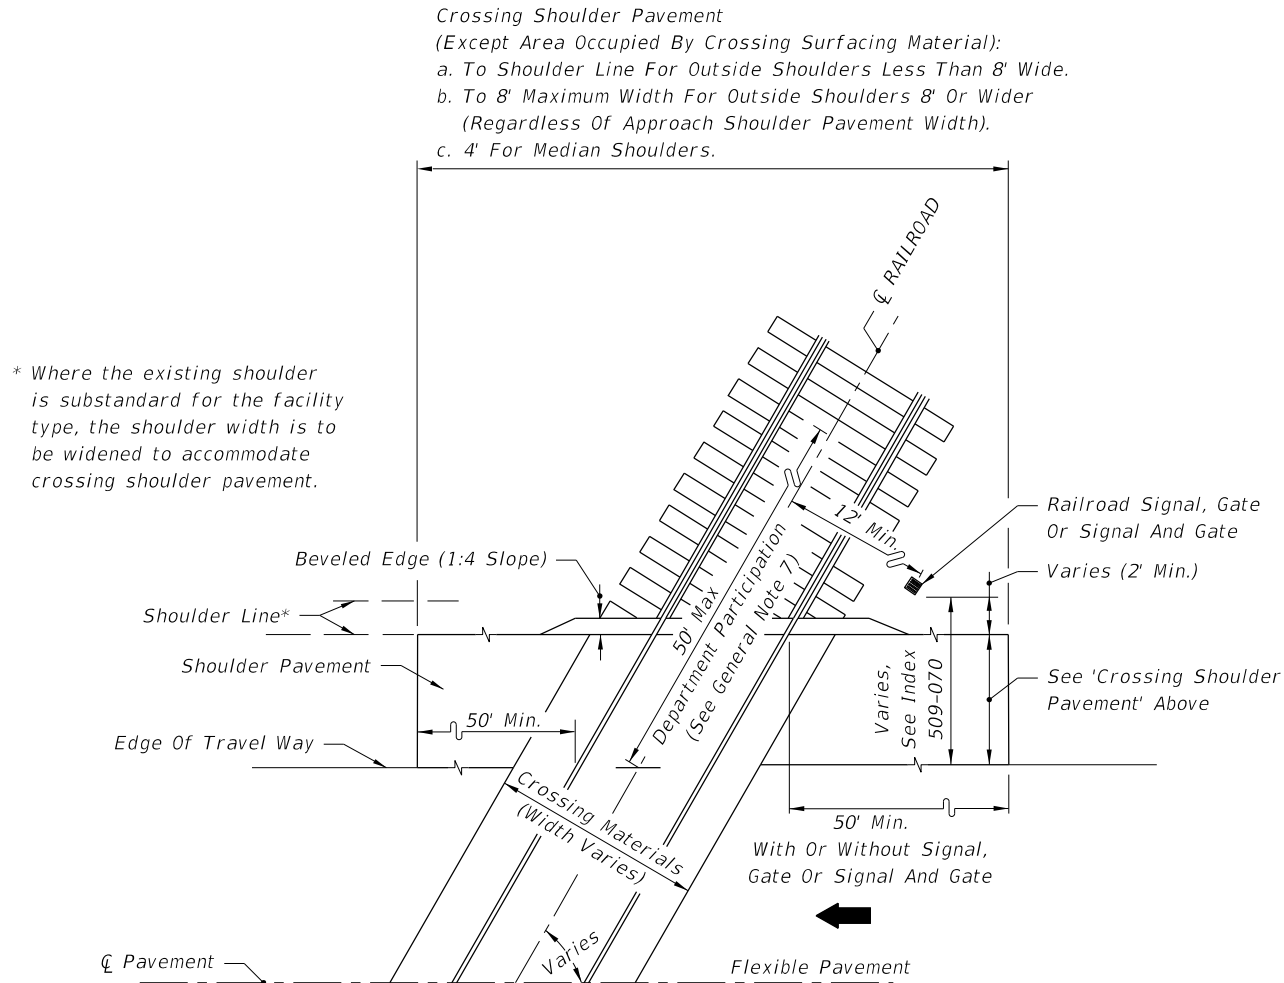 Crossing Shoulder Pavement
(Except Area Occupied By Crossing Surfacing Material):
a. To Shoulder Line For Outside Shoulders Less Than 8' Wide.
b. To 8' Maximum Width For Outside Shoulders 8' Or Wider
(Regardless Of Approach Shoulder Pavement Width).
c. 4' For Median Shoulders.
℄ RAILROAD
* Where the existing shoulder
is substandard for the facility
type, the shoulder width is to
be widened to accommodate
crossing shoulder pavement.
Railroad Signal, Gate
Or Signal And Gate
12' Min.
Beveled Edge (1:4 Slope)
Varies (2' Min.)
Shoulder Line*
50' Max
Department Participation
(See General Note 7)
Shoulder Pavement
Varies,
See Index
509-070
See 'Crossing Shoulder
Pavement' Above
50' Min.
Edge Of Travel Way
Crossing Materials
(Width Varies)
50' Min.
With Or Without Signal,
Gate Or Signal And Gate
Varies
℄ Pavement
Flexible Pavement